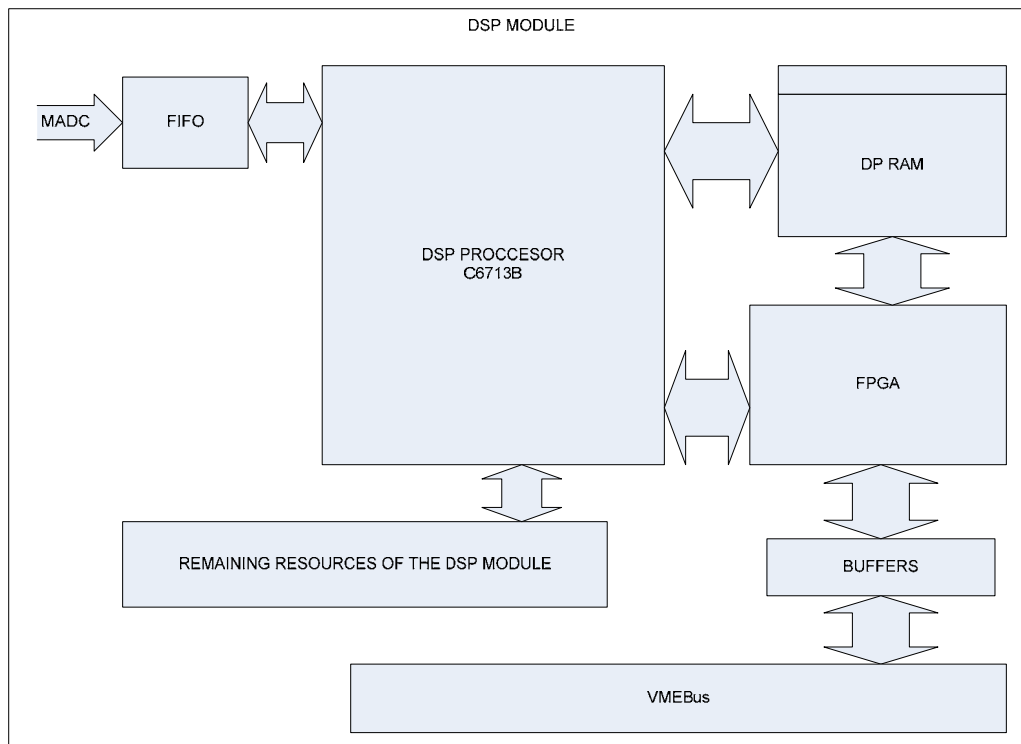 DSP MODULE
MADC
FIFO
DP RAM
DSP PROCCESOR
C6713B
FPGA
REMAINING RESOURCES OF THE DSP MODULE
BUFFERS
VMEBus